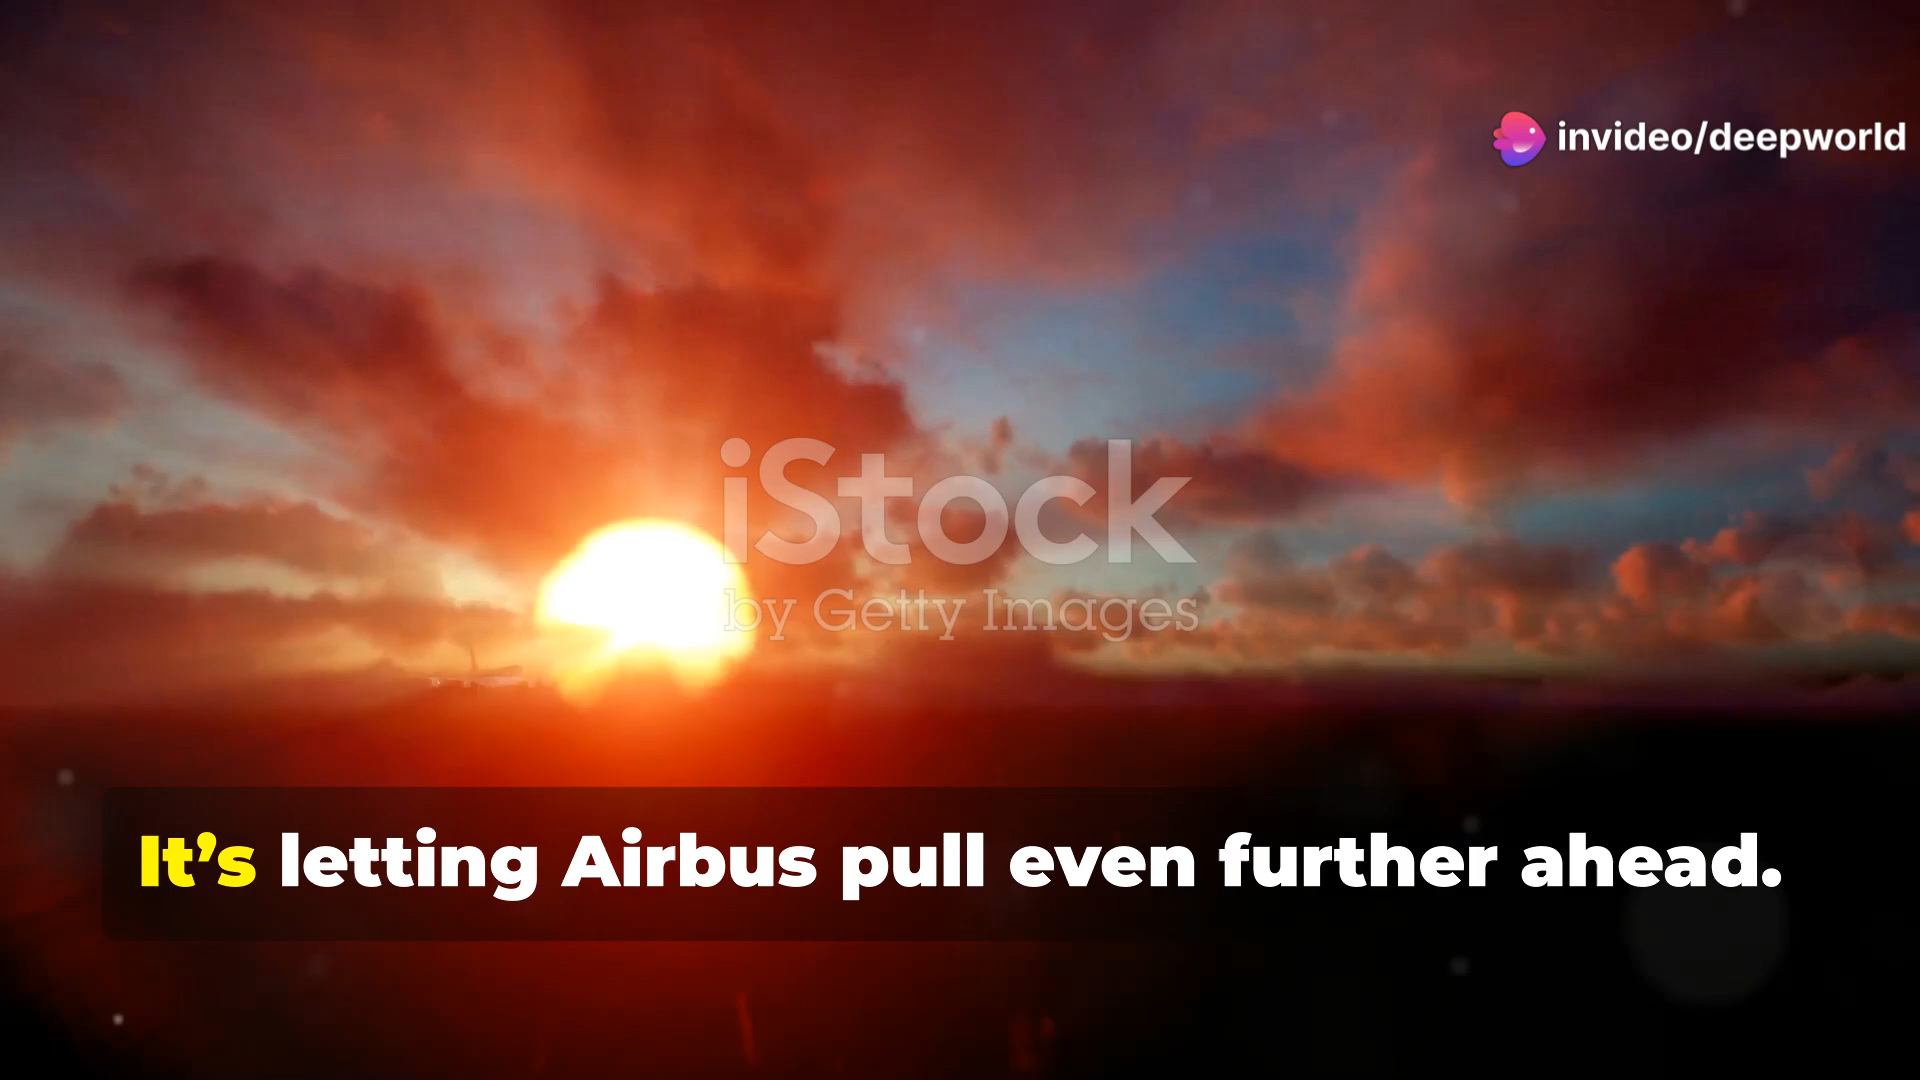 invideo/deepworld
iStock
by Getty Images
It's letting Airbus pull even further ahead.